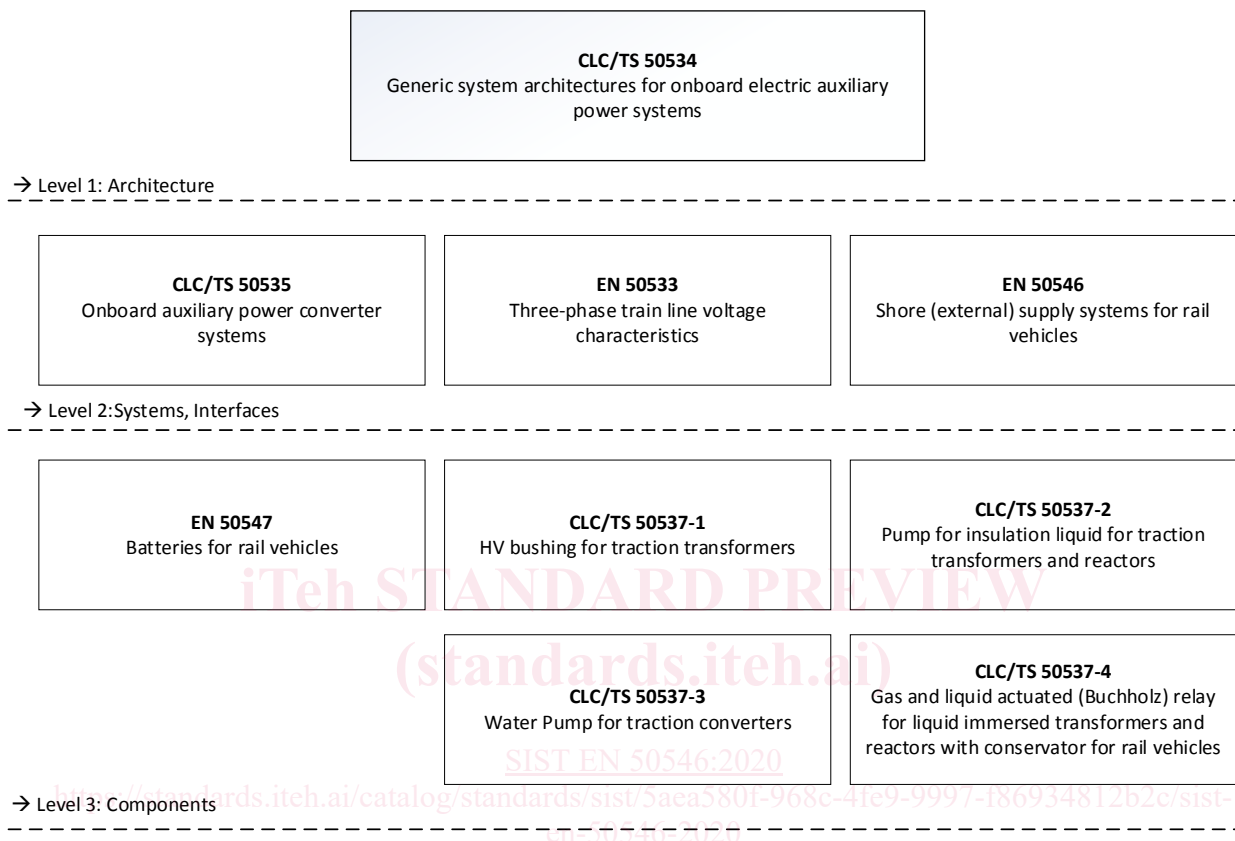 CLC/TS 50534
Generic system architectures for onboard electric auxiliary
power systems
→ Level 1: Architecture
CLC/TS 50535
Onboard auxiliary power converter
systems
EN 50533
Three-phase train line voltage
characteristics
EN 50546
Shore (external) supply systems for rail
vehicles
→ Level 2:Systems, Interfaces
EN 50547
Batteries for rail vehicles
CLC/TS 50537-1
HV bushing for traction transformers
CLC/TS 50537-2
Pump for insulation liquid for traction
transformers and reactors
iTeh STANDARD PREVIEW
(standards.iteh.ai)
CLC/TS 50537-3
Water Pump for traction converters
CLC/TS 50537-4
Gas and liquid actuated (Buchholz) relay
for liquid immersed transformers and
reactors with conservator for rail vehicles
SIST EN 50546:2020
https://standards.iteh.ai/catalog/standards/sist/5aea580f-968c-4fe9-9997-f86934812b2c/sist-
en-50546-2020
→ Level 3: Components